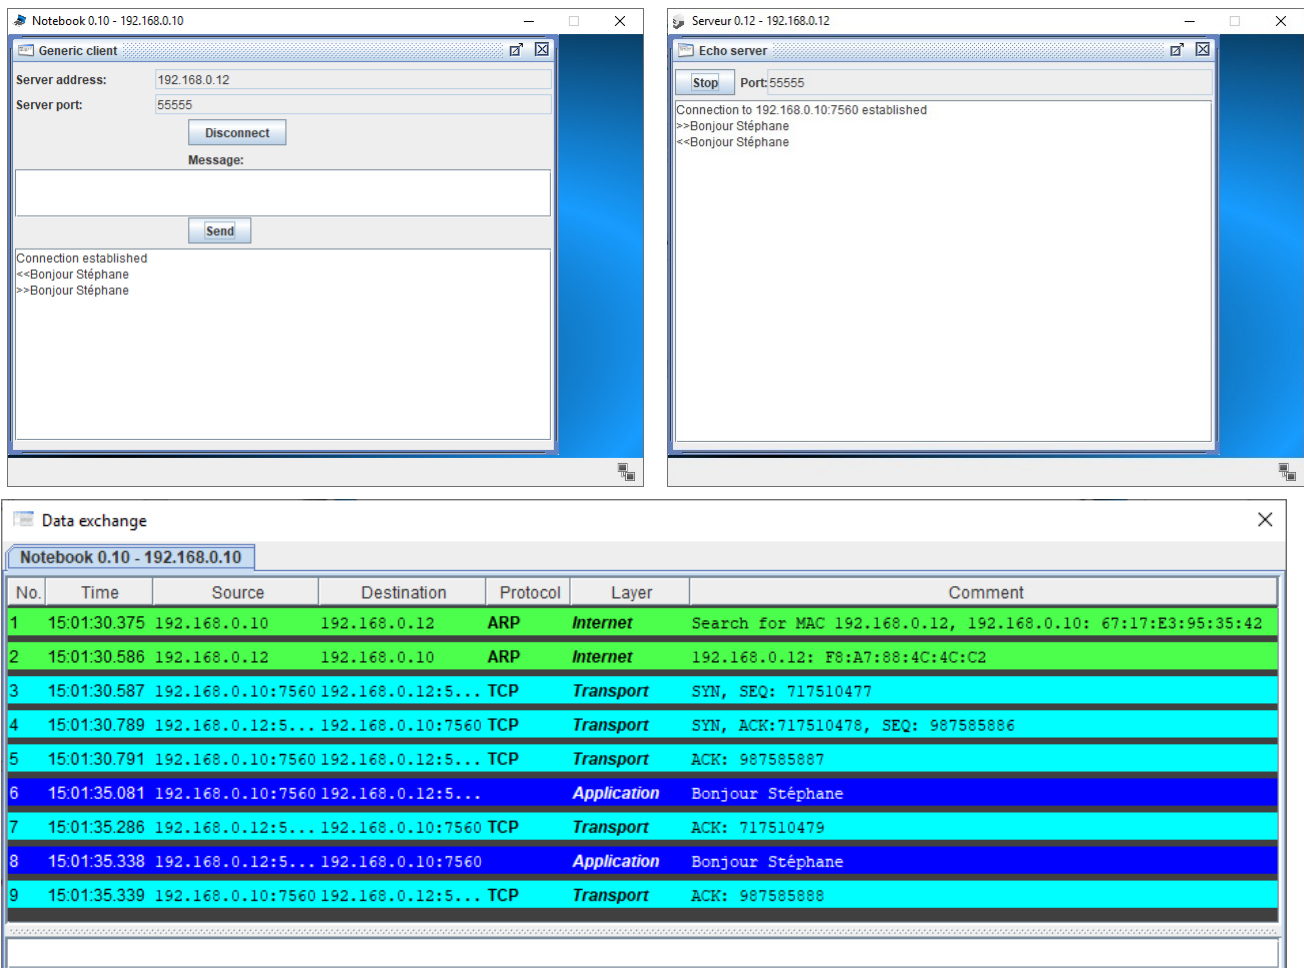 Notebook 0.10 - 192.168.0.10
Generic client
Server address: 192.168.0.12
Server port: 55555
Disconnect
Message:
Send
Connection established
<<Bonjour Stéphane
>>Bonjour Stéphane
Serveur 0.12 - 192.168.0.12
Echo server
Stop Port: 55555
Connection to 192.168.0.10:7560 established
>>Bonjour Stéphane
<<Bonjour Stéphane
Data exchange
Notebook 0.10 - 192.168.0.10
No. Time Source Destination Protocol Layer Comment
1 15:01:30.375 192.168.0.10 192.168.0.12 ARP Internet Search for MAC 192.168.0.12, 192.168.0.10: 67:17:E3:95:35:42
2 15:01:30.586 192.168.0.12 192.168.0.10 ARP Internet 192.168.0.12: F8:A7:88:4C:4C:C2
3 15:01:30.587 192.168.0.10:7560 192.168.0.12:5... TCP Transport SYN, SEQ: 717510477
4 15:01:30.789 192.168.0.12:5... 192.168.0.10:7560 TCP Transport SYN, ACK:717510478, SEQ: 987585886
5 15:01:30.791 192.168.0.10:7560 192.168.0.12:5... TCP Transport ACK: 987585887
6 15:01:35.081 192.168.0.10:7560 192.168.0.12:5... Application Bonjour Stéphane
7 15:01:35.286 192.168.0.12:5... 192.168.0.10:7560 TCP Transport ACK: 717510479
8 15:01:35.338 192.168.0.12:5... 192.168.0.10:7560 Application Bonjour Stéphane
9 15:01:35.339 192.168.0.10:7560 192.168.0.12:5... TCP Transport ACK: 987585888